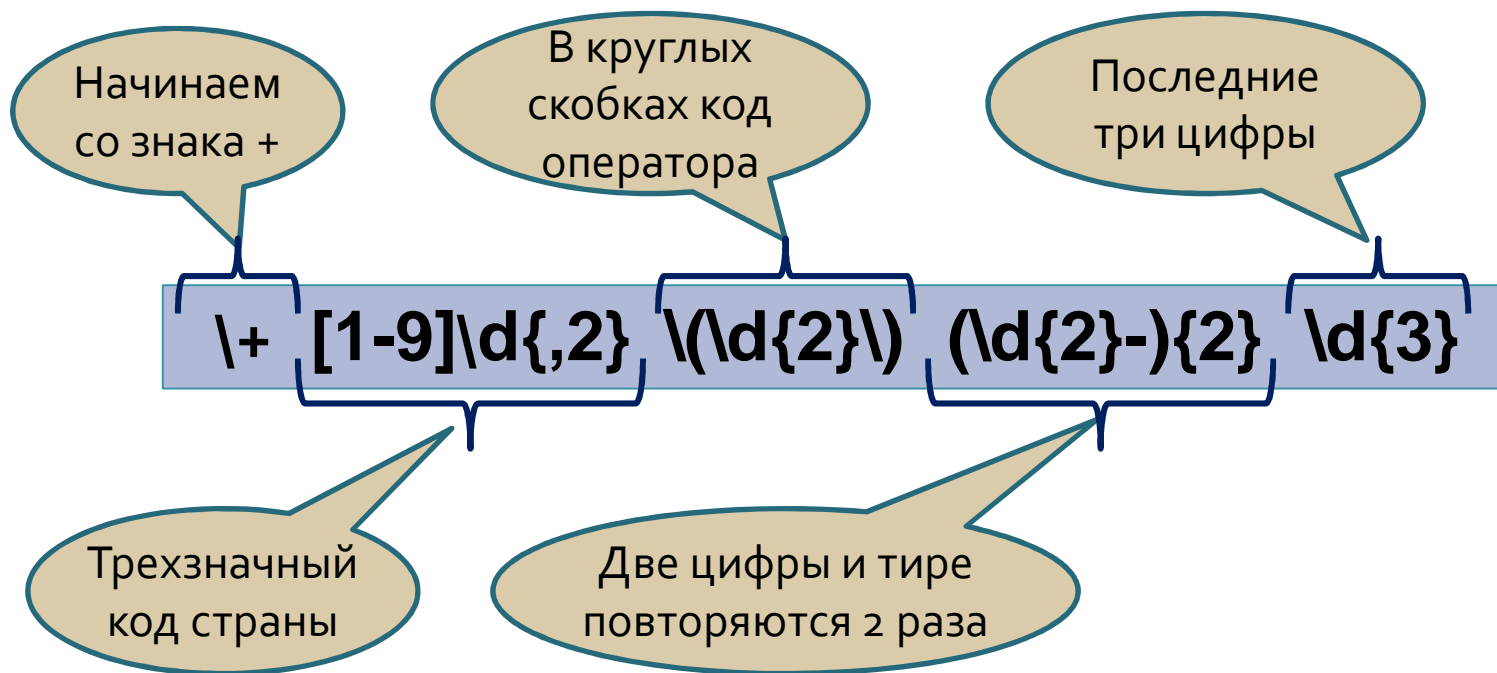 Начинаем
со знака +
В круглых
скобках код
оператора
Последние
три цифры
\+ [1-9]\d{,2} \(\d{2}\) (\d{2}-){2} \d{3}
Трехзначный
код страны
Две цифры и тире
повторяются 2 раза